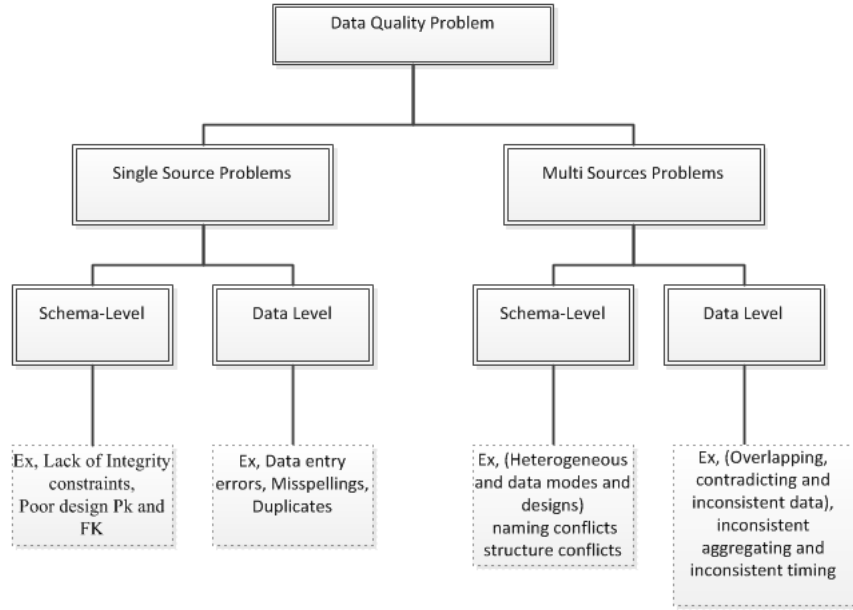 Data Quality Problem
Single Source Problems
Multi Sources Problems
Schema-Level
Data Level
Schema-Level
Data Level
Ex, Lack of Integrity
constraints,
Poor design Pk and
FK
Ex, Data entry
errors, Misspellings,
Duplicates
Ex, (Heterogeneous
and data modes and
designs)
naming conflicts
structure conflicts
Ex, (Overlapping,
contradicting and
inconsistent data),
inconsistent
aggregating and
inconsistent timing